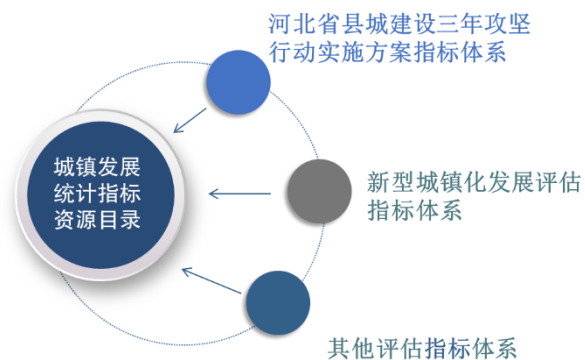 河北省县城建设三年攻坚
行动实施方案指标体系
城镇发展
统计指标
资源目录
新型城镇化发展评估
指标体系
其他评估指标体系